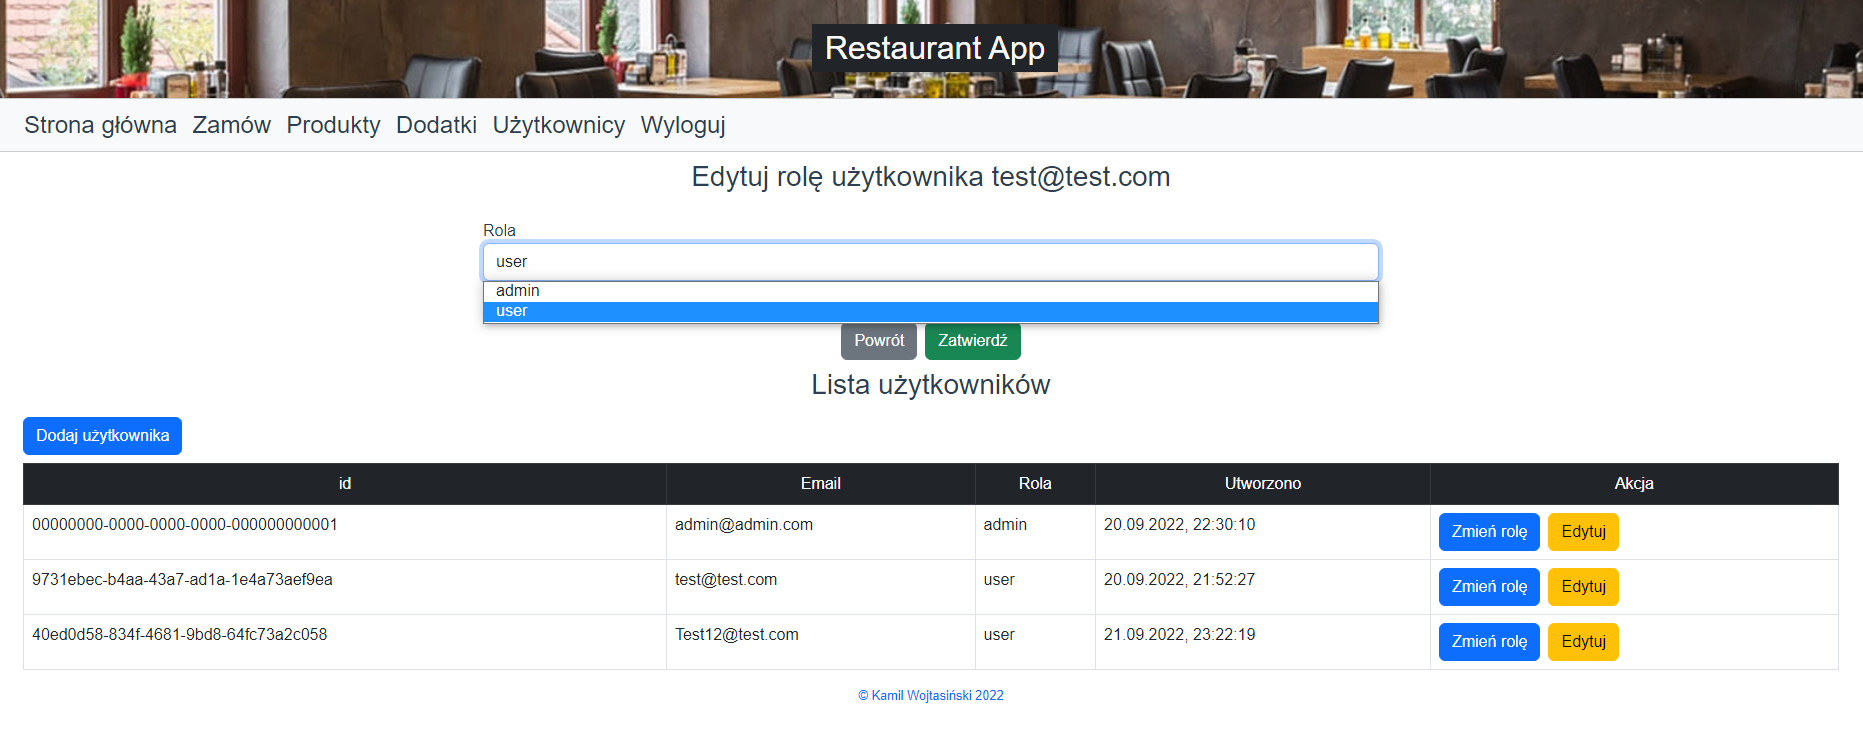 Restaurant App
Strona główna Zamów Produkty Dodatki Użytkownicy Wyloguj
Edytuj rolę użytkownika test@test.com
Rola
user
admin
user
Powrót Zatwierdź
Lista użytkowników
Dodaj użytkownika
id Email Rola Utworzono Akcja
00000000-0000-0000-0000-000000000001 admin@admin.com admin 20.09.2022, 22:30:10 Zmień rolę Edytuj
9731ebec-b4aa-43a7-ad1a-1e4a73aef9ea test@test.com user 20.09.2022, 21:52:27 Zmień rolę Edytuj
40ed0d58-834f-4681-9bd8-64fc73a2c058 Test12@test.com user 21.09.2022, 23:22:19 Zmień rolę Edytuj
© Kamil Wojtasiński 2022